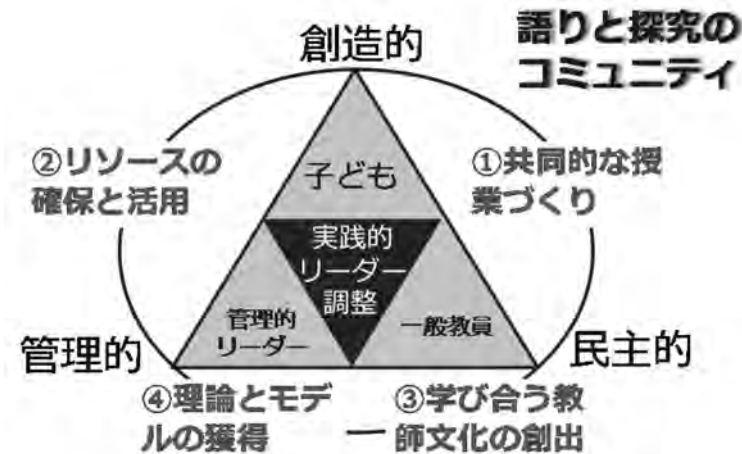 語りと探究の
コミュニティ
創造的
②リソースの
確保と活用
①共同的な授
業づくり
子ども
実践的
リーダー
調整
管理的
リーダー
一般教員
管理的
民主的
④理論とモデ
ルの獲得
③学び合う教
師文化の創出